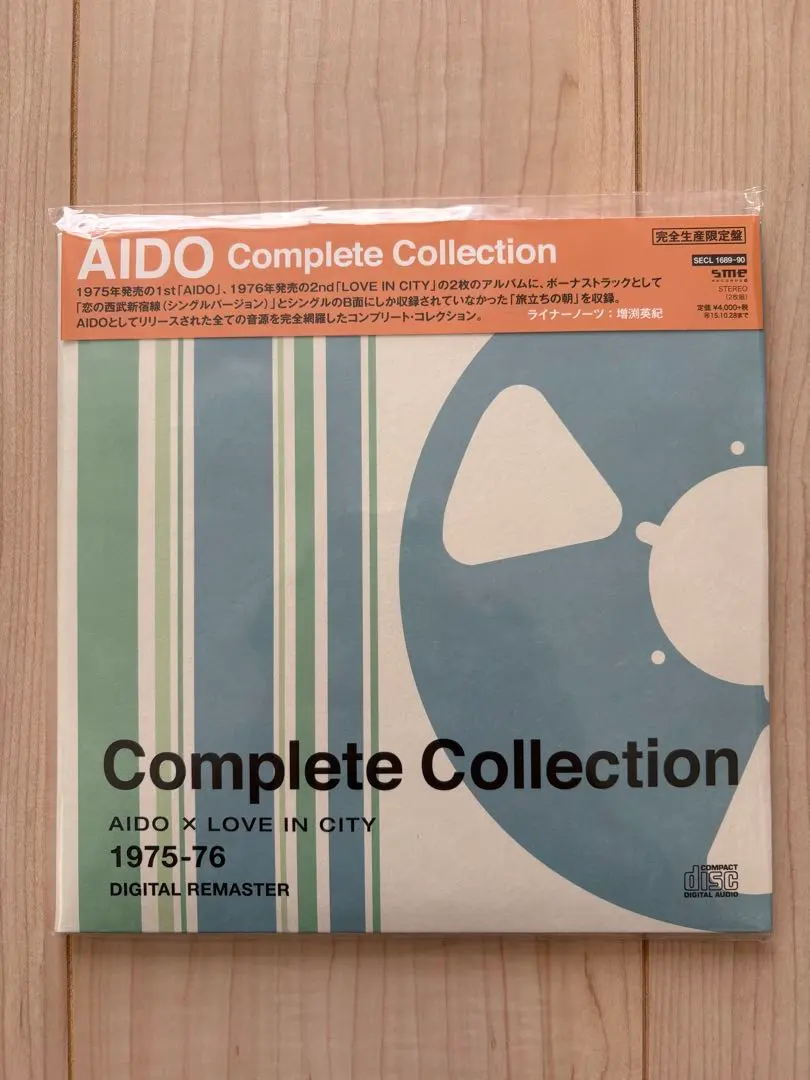 AIDO Complete Collection
完全生産限定盤
SECL 1689~90
sme
STEREO
(2枚組)
定価 ¥4,000+税
Ⓡ15.10.28まで
1975年発売の1st「AIDO」、1976年発売の2nd「LOVE IN CITY」の2枚のアルバムに、ボーナストラックとして
「恋の西武新宿線(シングルバージョン)」とシングルのB面にしか収録されていなかった「旅立ちの朝」を収録。
AIDOとしてリリースされた全ての音源を完全網羅したコンプリート・コレクション。
ライナーノーツ:増渕英紀
Complete Collection
AIDO × LOVE IN CITY
1975-76
DIGITAL REMASTER
COMPACT
disc
DIGITAL AUDIO